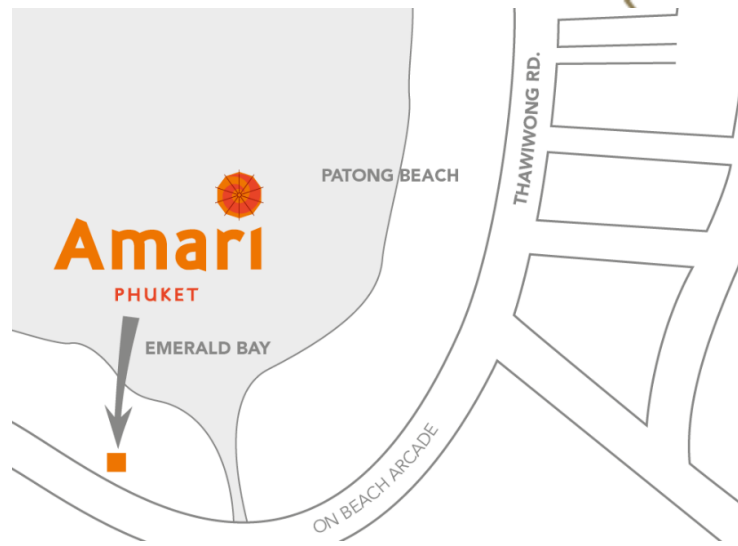 THAWIWONG RD.
PATONG BEACH
Amari
PHUKET
EMERALD BAY
ON BEACH ARCADE